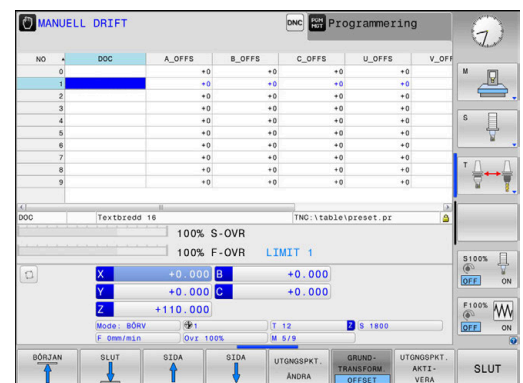 MANUELL DRIFT
DNC
PGM MGT
Programmering
NO DOC A_OFFS B_OFFS C_OFFS U_OFFS V_OFF
0 +0 +0 +0 +0
1 +0 +0 +0 +0
2 +0 +0 +0 +0
3 +0 +0 +0 +0
4 +0 +0 +0 +0
5 +0 +0 +0 +0
6 +0 +0 +0 +0
7 +0 +0 +0 +0
8 +0 +0 +0 +0
9 +0 +0 +0 +0
DOC Textbredd 16 TNC:\table\preset.pr
100% S-OVR
100% F-OVR LIMIT 1
X +0.000 B +0.000
Y +0.000 C +0.000
Z +110.000
Mode: BÖRV 1 T 12 Z S 1800
F 0mm/min Ovr 100% M 5/9
M
S
T
S100%
OFF ON
F100%
OFF ON
BÖRJAN
SLUT
SIDA
SIDA
UTGNGSPKT.
ÄNDRA
GRUND-
TRANSFORM.
OFFSET
UTGNGSPKT.
AKTI-
VERA
SLUT